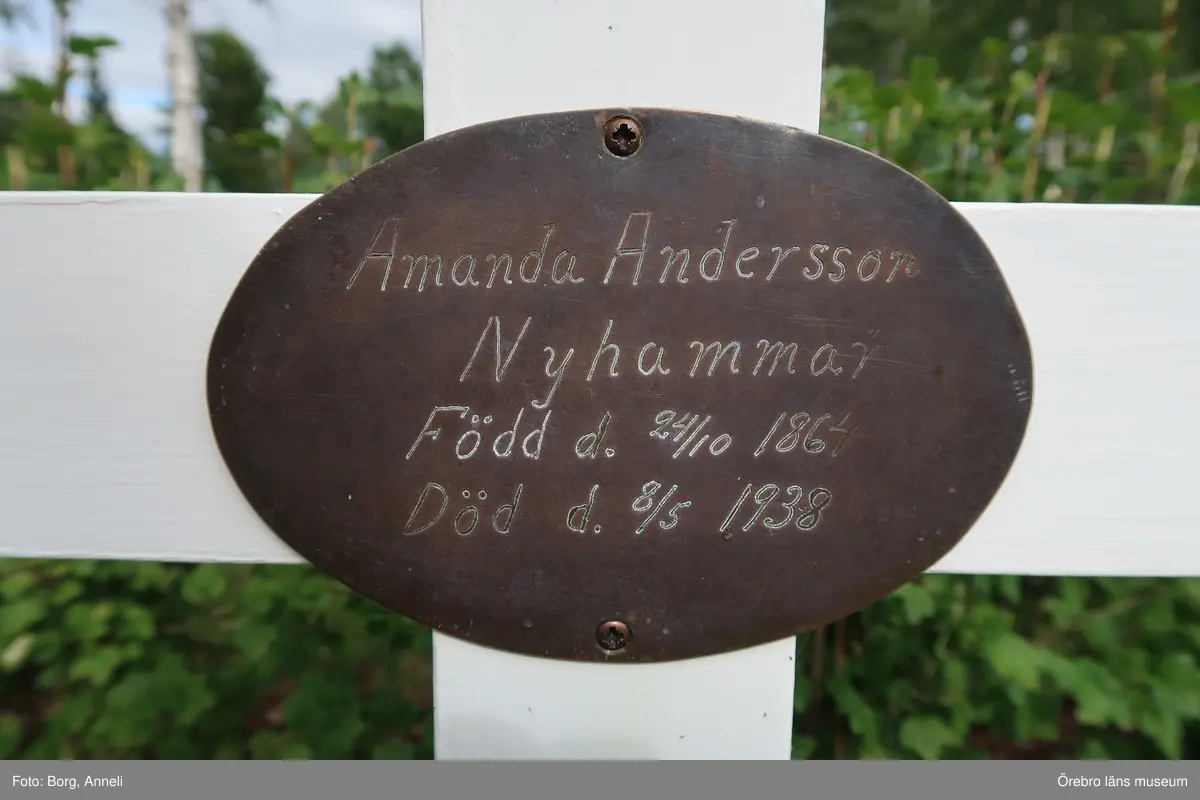 Amanda Andersson
Nyhammar
Född d. 24/10 1864
Död d. 8/5 1938
Foto: Borg, Anneli
Örebro läns museum